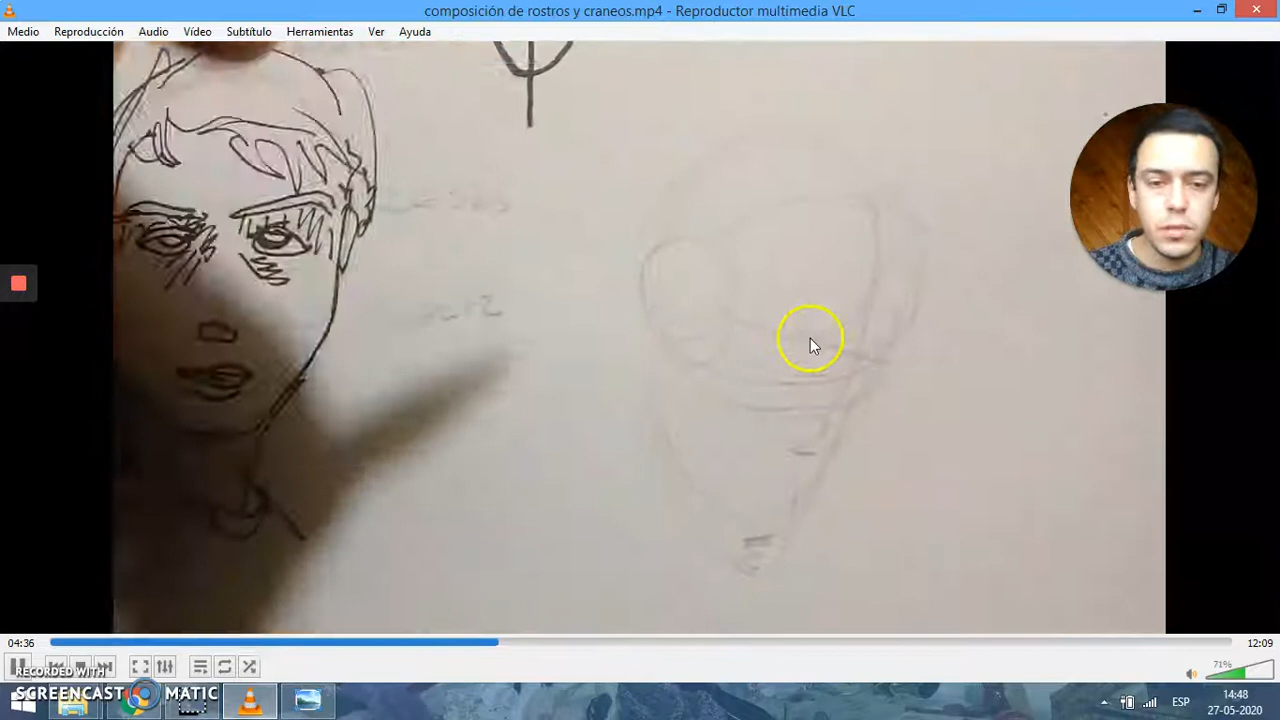 composición de rostros y craneos.mp4 - Reproductor multimedia VLC
Medio Reproducción Audio Vídeo Subtítulo Herramientas Ver Ayuda
04:36
12:09
71%
RECORDED WITH
SCREENCAST MATIC
ESP
14:48
27-05-2020